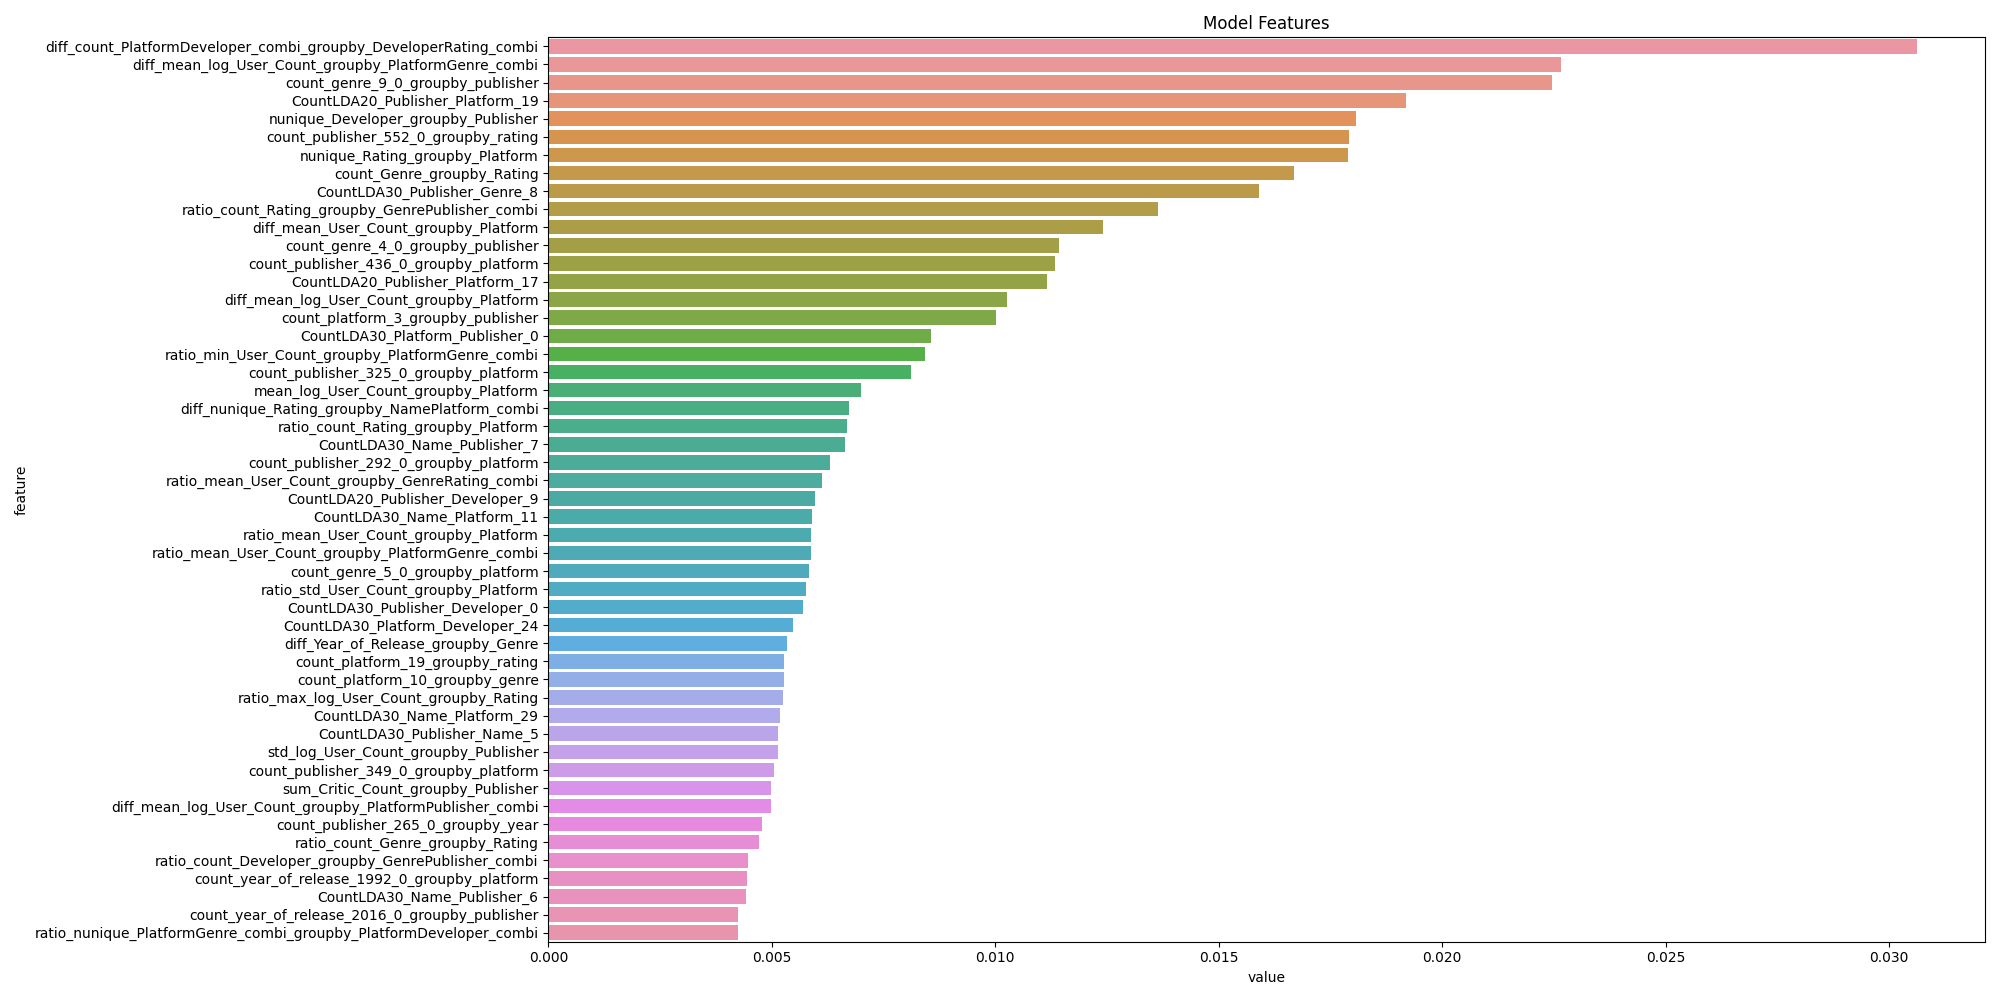 Model Features
diff_count_PlatformDeveloper_combi_groupby_DeveloperRating_combi
diff_mean_log_User_Count_groupby_PlatformGenre_combi
count_genre_9_0_groupby_publisher
CountLDA20_Publisher_Platform_19
nunique_Developer_groupby_Publisher
count_publisher_552_0_groupby_rating
nunique_Rating_groupby_Platform
count_Genre_groupby_Rating
CountLDA30_Publisher_Genre_8
ratio_count_Rating_groupby_GenrePublisher_combi
diff_mean_User_Count_groupby_Platform
count_genre_4_0_groupby_publisher
count_publisher_436_0_groupby_platform
CountLDA20_Publisher_Platform_17
diff_mean_log_User_Count_groupby_Platform
count_platform_3_groupby_publisher
CountLDA30_Platform_Publisher_0
ratio_min_User_Count_groupby_PlatformGenre_combi
count_publisher_325_0_groupby_platform
mean_log_User_Count_groupby_Platform
diff_nunique_Rating_groupby_NamePlatform_combi
ratio_count_Rating_groupby_Platform
CountLDA30_Name_Publisher_7
count_publisher_292_0_groupby_platform
ratio_mean_User_Count_groupby_GenreRating_combi
CountLDA20_Publisher_Developer_9
CountLDA30_Name_Platform_11
ratio_mean_User_Count_groupby_Platform
ratio_mean_User_Count_groupby_PlatformGenre_combi
count_genre_5_0_groupby_platform
ratio_std_User_Count_groupby_Platform
CountLDA30_Publisher_Developer_0
CountLDA30_Platform_Developer_24
diff_Year_of_Release_groupby_Genre
count_platform_19_groupby_rating
count_platform_10_groupby_genre
ratio_max_log_User_Count_groupby_Rating
CountLDA30_Name_Platform_29
CountLDA30_Publisher_Name_5
std_log_User_Count_groupby_Publisher
count_publisher_349_0_groupby_platform
sum_Critic_Count_groupby_Publisher
diff_mean_log_User_Count_groupby_PlatformPublisher_combi
count_publisher_265_0_groupby_year
ratio_count_Genre_groupby_Rating
ratio_count_Developer_groupby_GenrePublisher_combi
count_year_of_release_1992_0_groupby_platform
CountLDA30_Name_Publisher_6
count_year_of_release_2016_0_groupby_publisher
ratio_nunique_PlatformGenre_combi_groupby_PlatformDeveloper_combi
feature
0.000 0.005 0.010 0.015 0.020 0.025 0.030
value